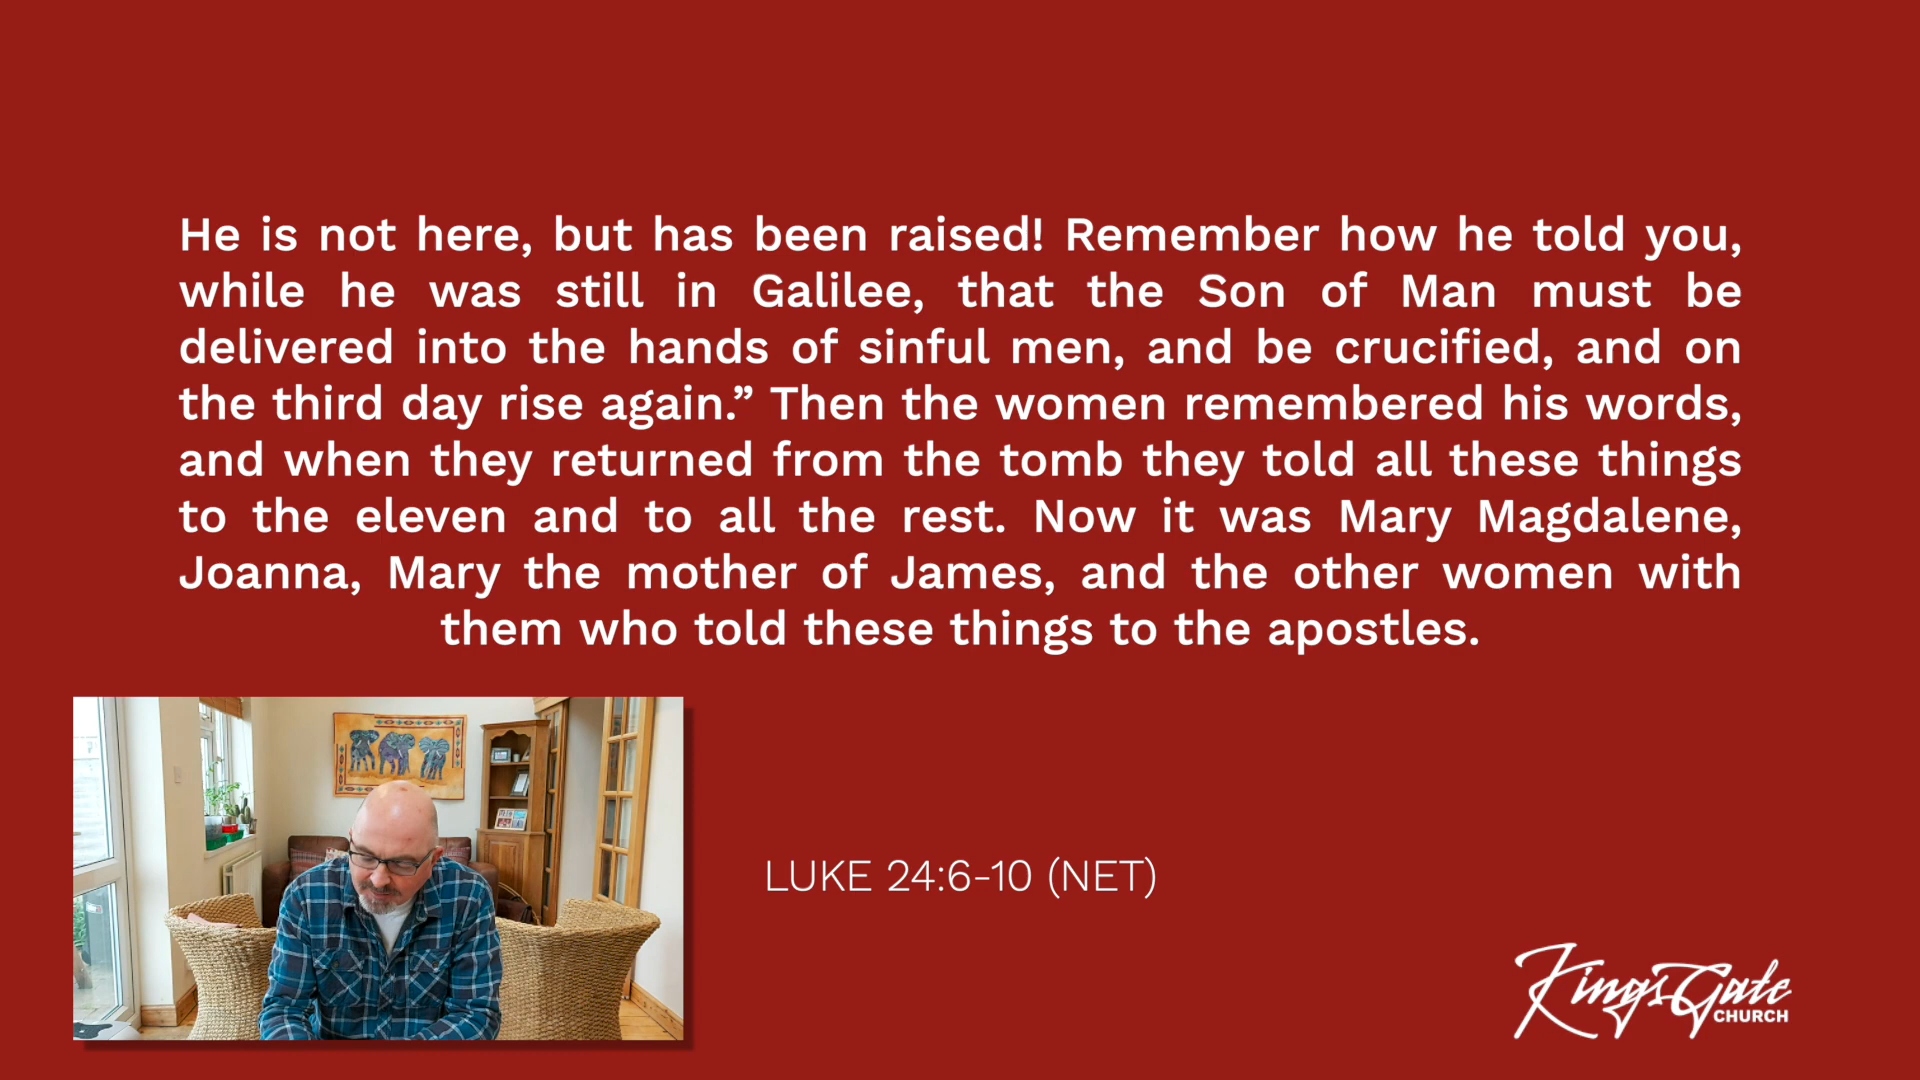 He is not here, but has been raised! Remember how he told you,
while he was still in Galilee, that the Son of Man must be
delivered into the hands of sinful men, and be crucified, and on
the third day rise again.” Then the women remembered his words,
and when they returned from the tomb they told all these things
to the eleven and to all the rest. Now it was Mary Magdalene,
Joanna, Mary the mother of James, and the other women with
them who told these things to the apostles.
LUKE 24:6-10 (NET)
King'sGate
CHURCH